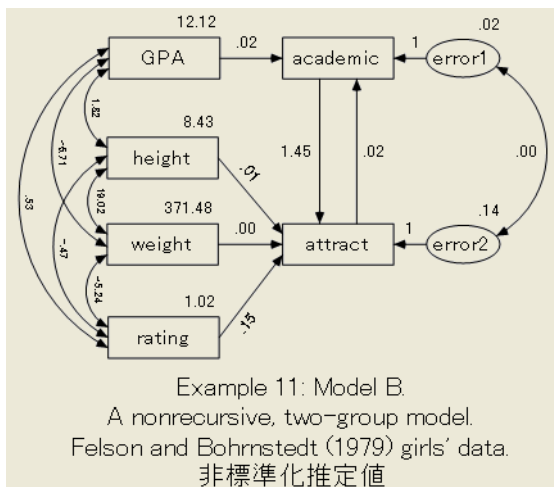 12.12
.02
GPA
.02
academic
1
error1
1.82
8.43
-6.71
height
-.01
1.45
.02
.00
.53
19.02
371.48
.14
-.47
weight
.00
attract
1
error2
-5.24
1.02
.15
rating
Example 11: Model B.
A nonrecursive, two-group model.
Felson and Bohrnstedt (1979) girls' data.
非標準化推定値